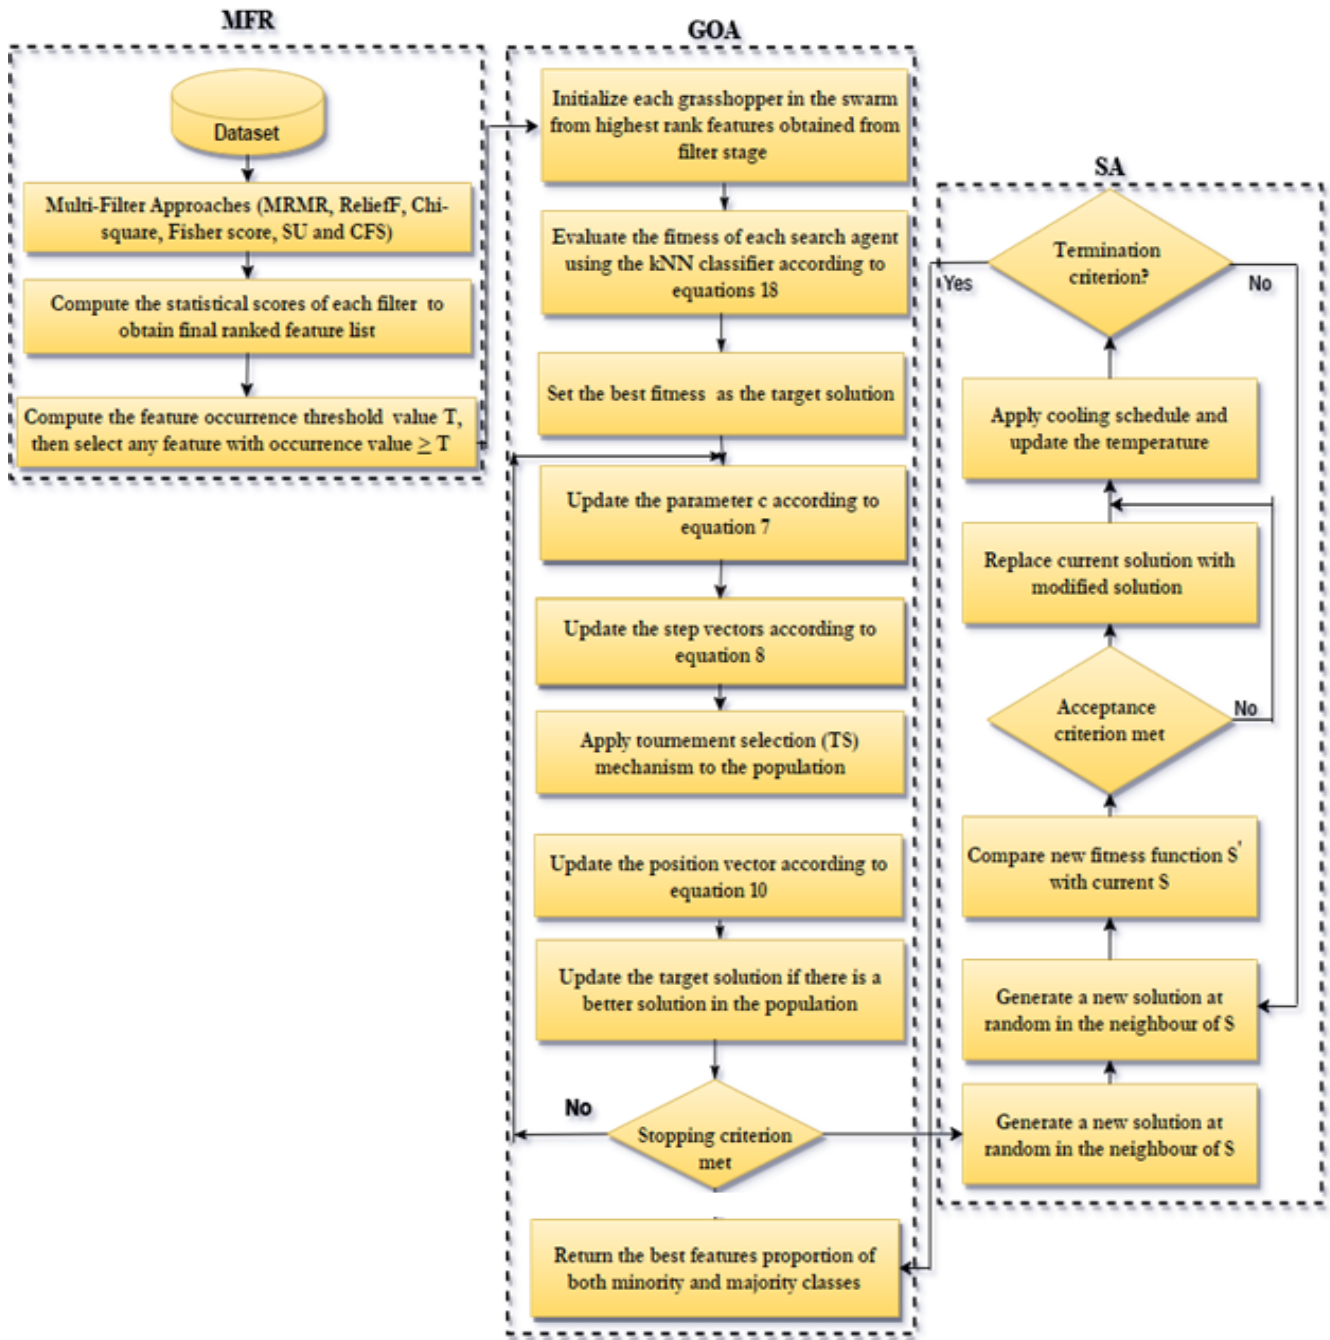 MFR
Dataset
Multi-Filter Approaches (MRMR, ReliefF, Chi-
square, Fisher score, SU and CFS)
Compute the statistical scores of each filter to
obtain final ranked feature list
Compute the feature occurrence threshold value T,
then select any feature with occurrence value ≥ T
GOA
Initialize each grasshopper in the swarm
from highest rank features obtained from
filter stage
Evaluate the fitness of each search agent
using the kNN classifier according to
equations 18
Set the best fitness as the target solution
Update the parameter c according to
equation 7
Update the step vectors according to
equation 8
Apply tournement selection (TS)
mechanism to the population
Update the position vector according to
equation 10
Update the target solution if there is a
better solution in the population
No
Stopping criterion
met
Return the best features proportion of
both minority and majority classes
SA
Termination
criterion?
Yes
No
Apply cooling schedule and
update the temperature
Replace current solution with
modified solution
Acceptance
criterion met
No
Compare new fitness function S'
with current S
Generate a new solution at
random in the neighbour of S
Generate a new solution at
random in the neighbour of S